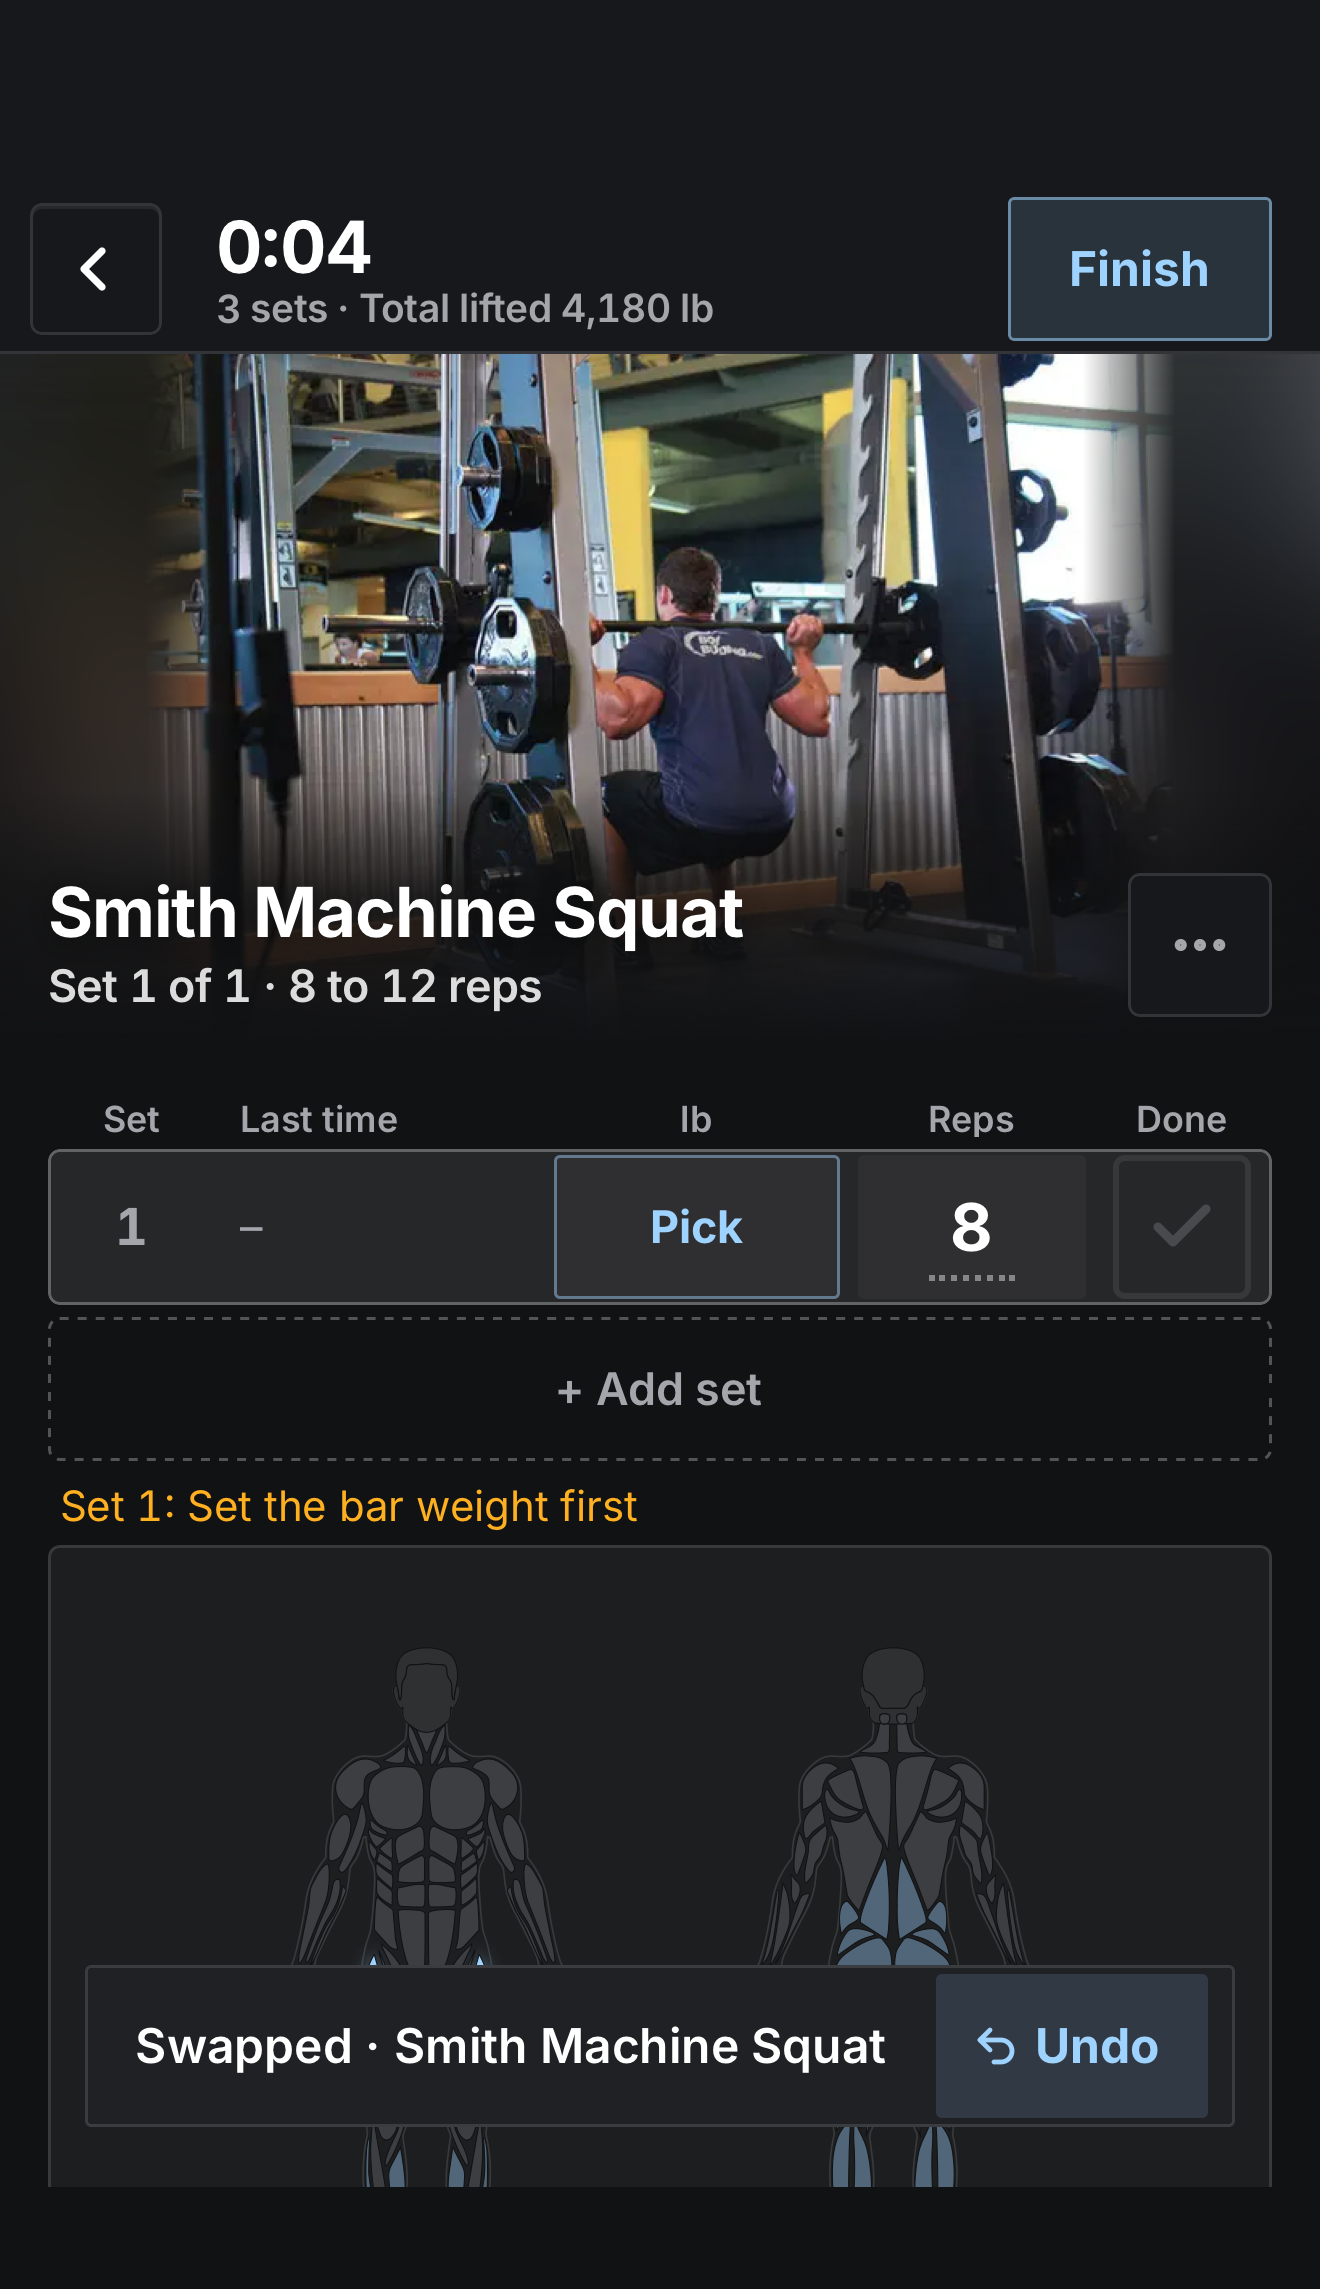 0:04
3 sets · Total lifted 4,180 lb
Finish
Smith Machine Squat
Set 1 of 1 · 8 to 12 reps
Set Last time lb Reps Done
1 – Pick 8
+ Add set
Set 1: Set the bar weight first
Swapped · Smith Machine Squat
Undo